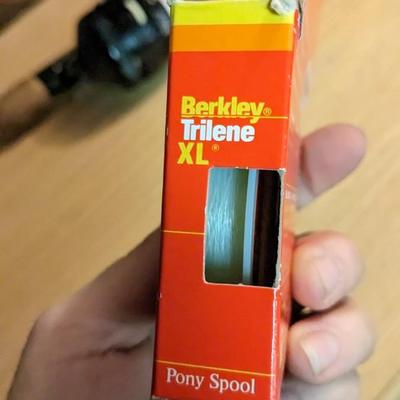 Berkley®
Trilene
XL®
Pony Spool